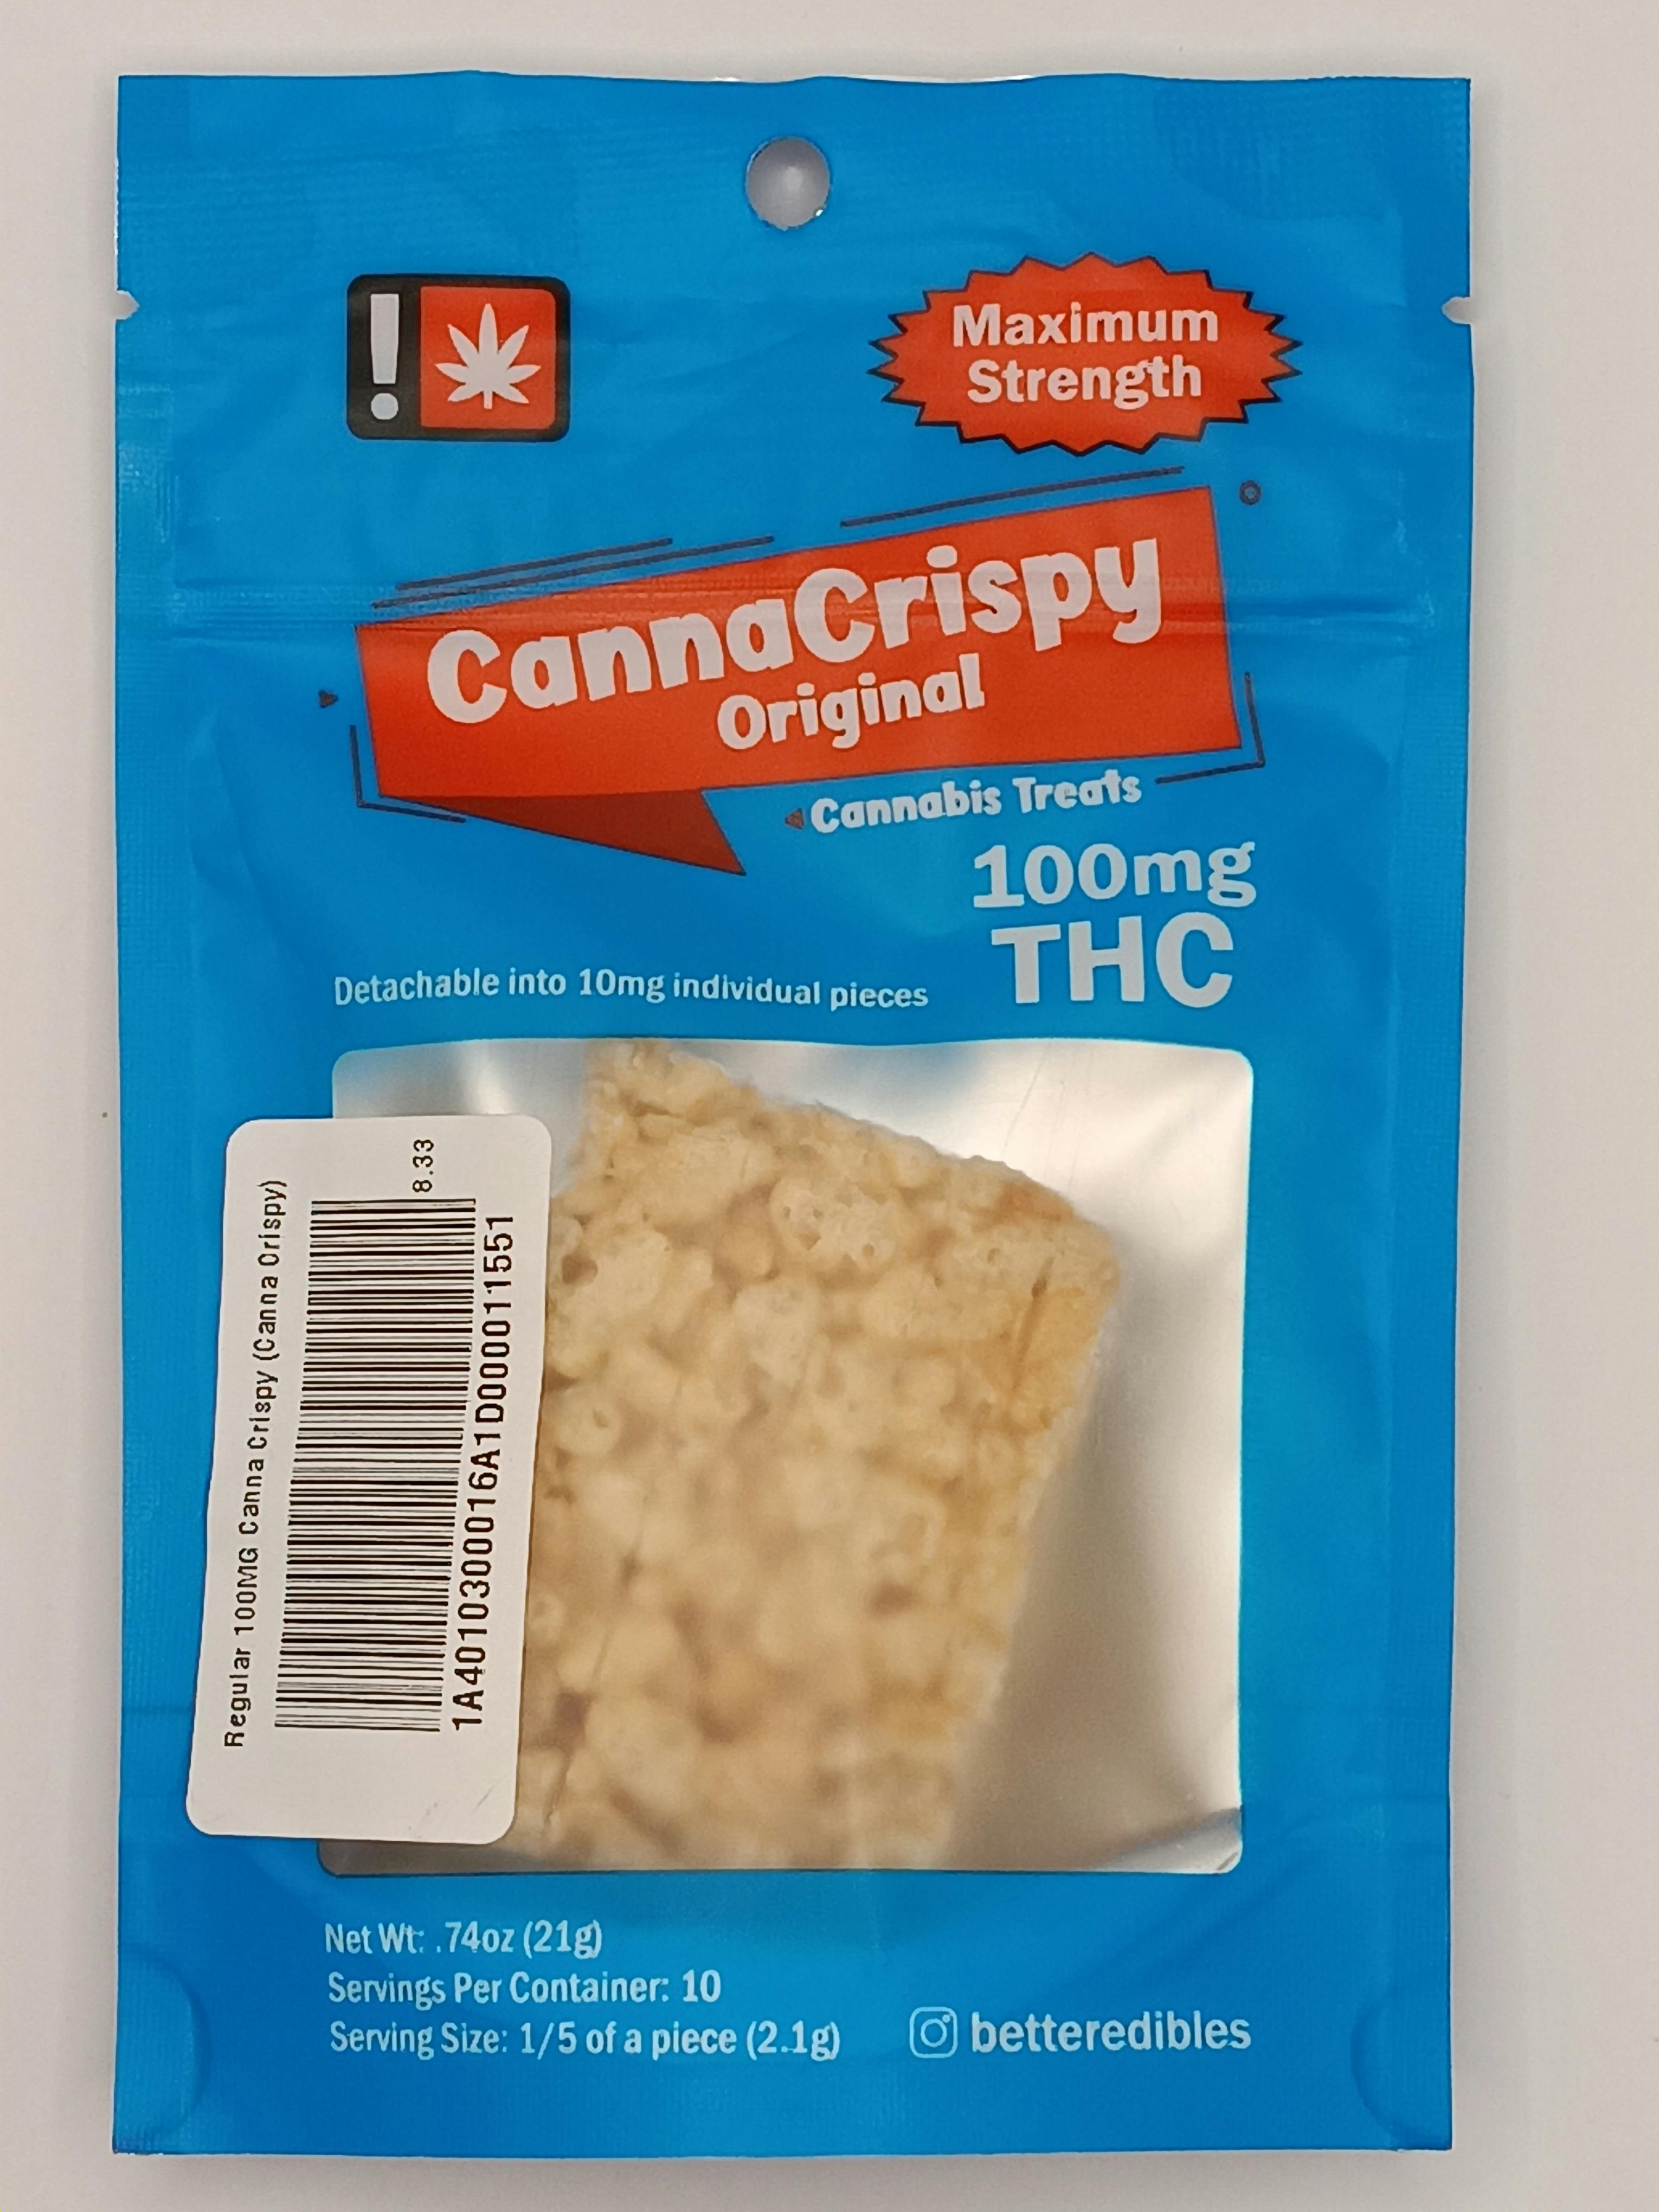 !
Maximum
Strength
CannaCrispy
Original
Cannabis Treats
100mg
THC
Detachable into 10mg individual pieces
Regular 100MG Canna Crispy (Canna Crispy)
8.33
1A4010300016A1D000011551
Net Wt: .74oz (21g)
Servings Per Container: 10
Serving Size: 1/5 of a piece (2.1g)
betteredibles